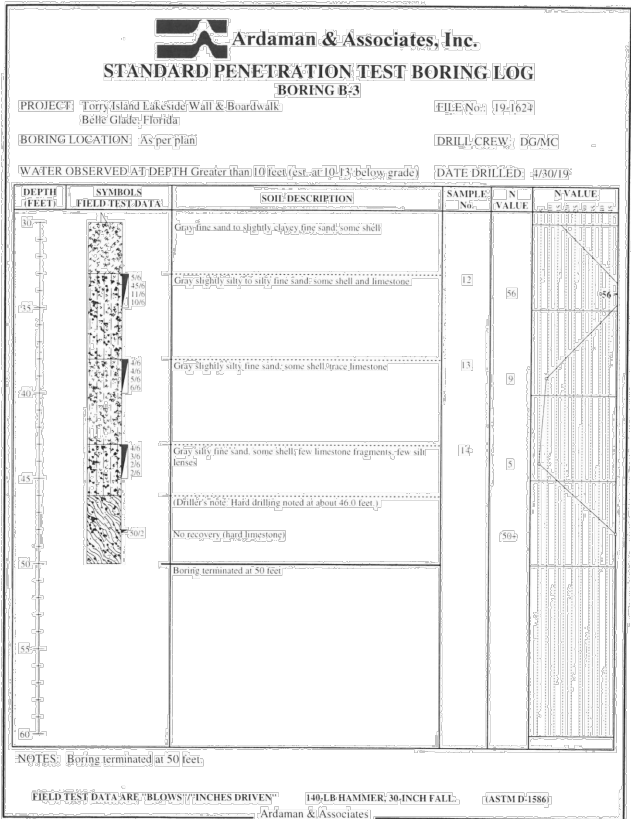 Ardaman & Associates, Inc.
STANDARD PENETRATION TEST BORING LOG
BORING B-3
PROJECT: Torry Island Lakeside Wall & Boardwalk
Belle Glade, Florida
FILE No.: 19-1624
BORING LOCATION: As per plan
DRILL CREW: DG/MC
WATER OBSERVED AT DEPTH Greater than 10 feet (est. at 10-13' below grade)
DATE DRILLED: 4/30/19
DEPTH (FEET)
SYMBOLS FIELD TEST DATA
SOIL DESCRIPTION
SAMPLE No.
N VALUE
N-VALUE
30
Gray fine sand to slightly clayey fine sand, some shell
5/6
45/6
11/6
10/6
Gray slightly silty to silty fine sand, some shell and limestone
12
56
56
35
4/6
4/6
5/6
6/6
Gray slightly silty fine sand, some shell, trace limestone
13
9
40
4/6
3/6
2/6
2/6
Gray silty fine sand, some shell, few limestone fragments, few silt
lenses
14
5
45
(Driller's note: Hard drilling noted at about 46.0 feet.)
50/2
No recovery (hard limestone)
50+
50
Boring terminated at 50 feet
55
60
NOTES: Boring terminated at 50 feet.
FIELD TEST DATA ARE "BLOWS"/"INCHES DRIVEN" 140-LB HAMMER, 30-INCH FALL. (ASTM D-1586)
Ardaman & Associates